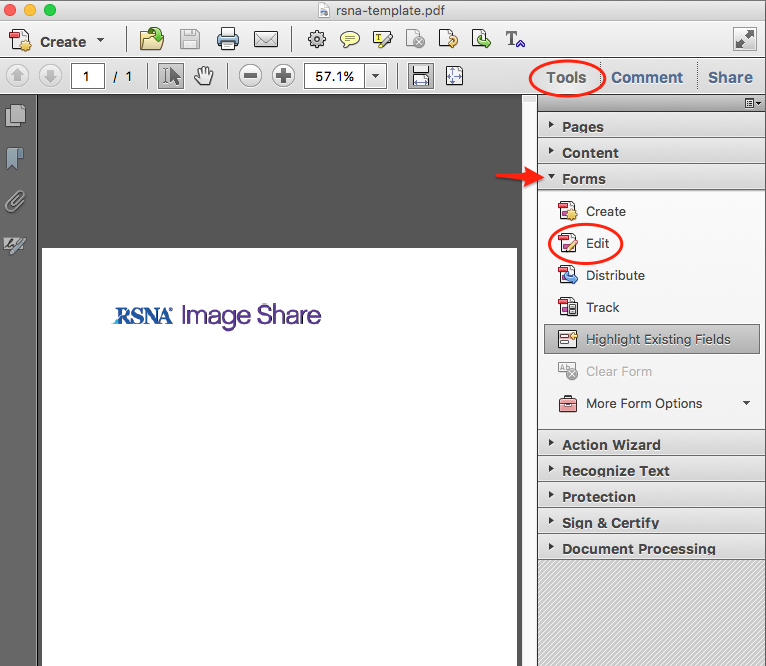 rsna-template.pdf
Create
1 / 1
57.1%
Tools
Comment
Share
Pages
Content
Forms
Create
Edit
Distribute
Track
Highlight Existing Fields
Clear Form
More Form Options
Action Wizard
Recognize Text
Protection
Sign & Certify
Document Processing
RSNA® Image Share